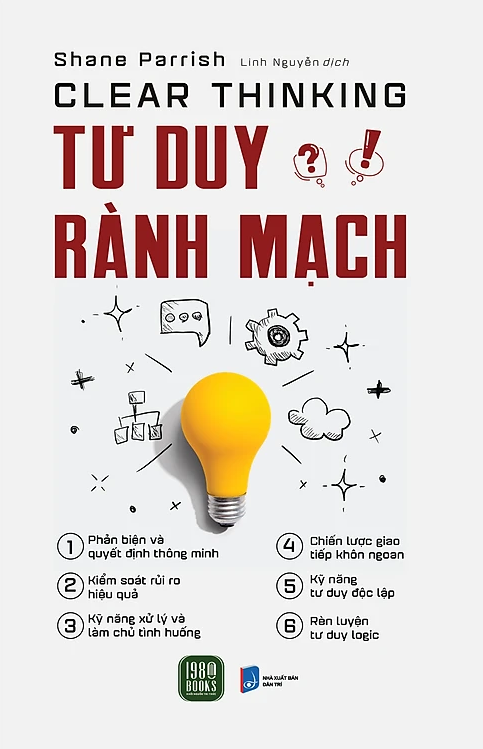 Shane Parrish Linh Nguyễn dịch
CLEAR THINKING
TƯ DUY
RÀNH MẠCH
1 Phản biện và
quyết định thông minh
2 Kiểm soát rủi ro
hiệu quả
3 Kỹ năng xử lý và
làm chủ tình huống
4 Chiến lược giao
tiếp khôn ngoan
5 Kỹ năng
tư duy độc lập
6 Rèn luyện
tư duy logic
1980
BOOKS
NHÀ XUẤT BẢN
DÂN TRÍ